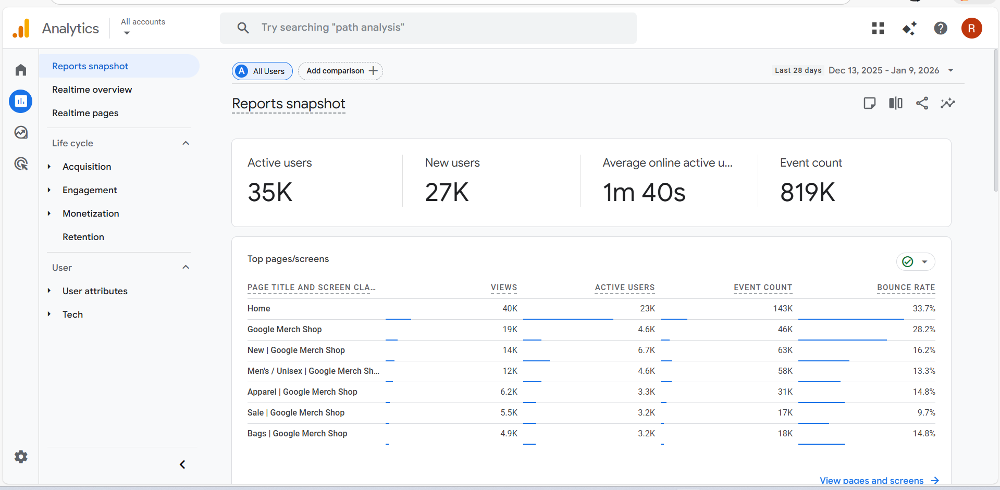 Analytics
All accounts
Try searching "path analysis"
R
Reports snapshot
Realtime overview
Realtime pages
Life cycle
Acquisition
Engagement
Monetization
Retention
User
User attributes
Tech
A All Users
Add comparison
Last 28 days Dec 13, 2025 - Jan 9, 2026
Reports snapshot
Active users
35K
New users
27K
Average online active u...
1m 40s
Event count
819K
Top pages/screens
PAGE TITLE AND SCREEN CLA... VIEWS ACTIVE USERS EVENT COUNT BOUNCE RATE
Home 40K 23K 143K 33.7%
Google Merch Shop 19K 4.6K 46K 28.2%
New | Google Merch Shop 14K 6.7K 63K 16.2%
Men's / Unisex | Google Merch Sh... 12K 4.6K 58K 13.3%
Apparel | Google Merch Shop 6.2K 3.3K 31K 14.8%
Sale | Google Merch Shop 5.5K 3.2K 17K 9.7%
Bags | Google Merch Shop 4.9K 3.2K 18K 14.8%
View pages and screens